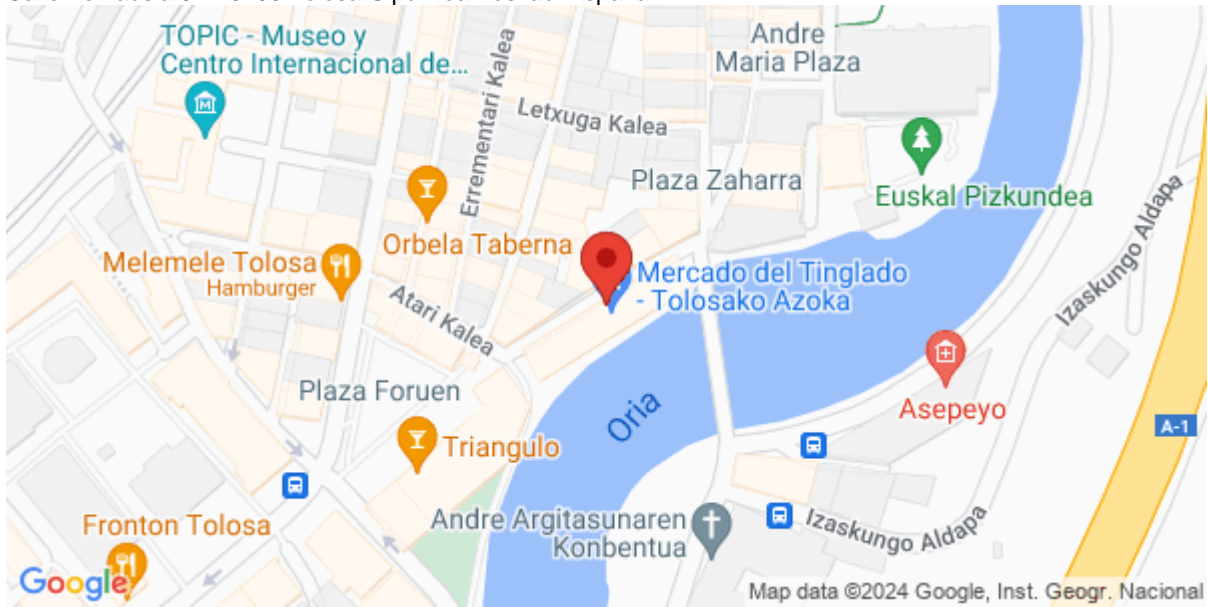 TOPIC - Museo y
Centro Internacional de...
Andre
Maria Plaza
Errementari Kalea
Letxuga Kalea
Plaza Zaharra
Euskal Pizkundea
Izaskungo Aldapa
Orbela Taberna
Melemele Tolosa
Hamburger
Mercado del Tinglado
- Tolosako Azoka
Atari Kalea
Plaza Foruen
Oria
Asepeyo
A-1
Triangulo
Andre Argitasunaren
Konbentua
Izaskungo Aldapa
Fronton Tolosa
Google
Map data ©2024 Google, Inst. Geogr. Nacional